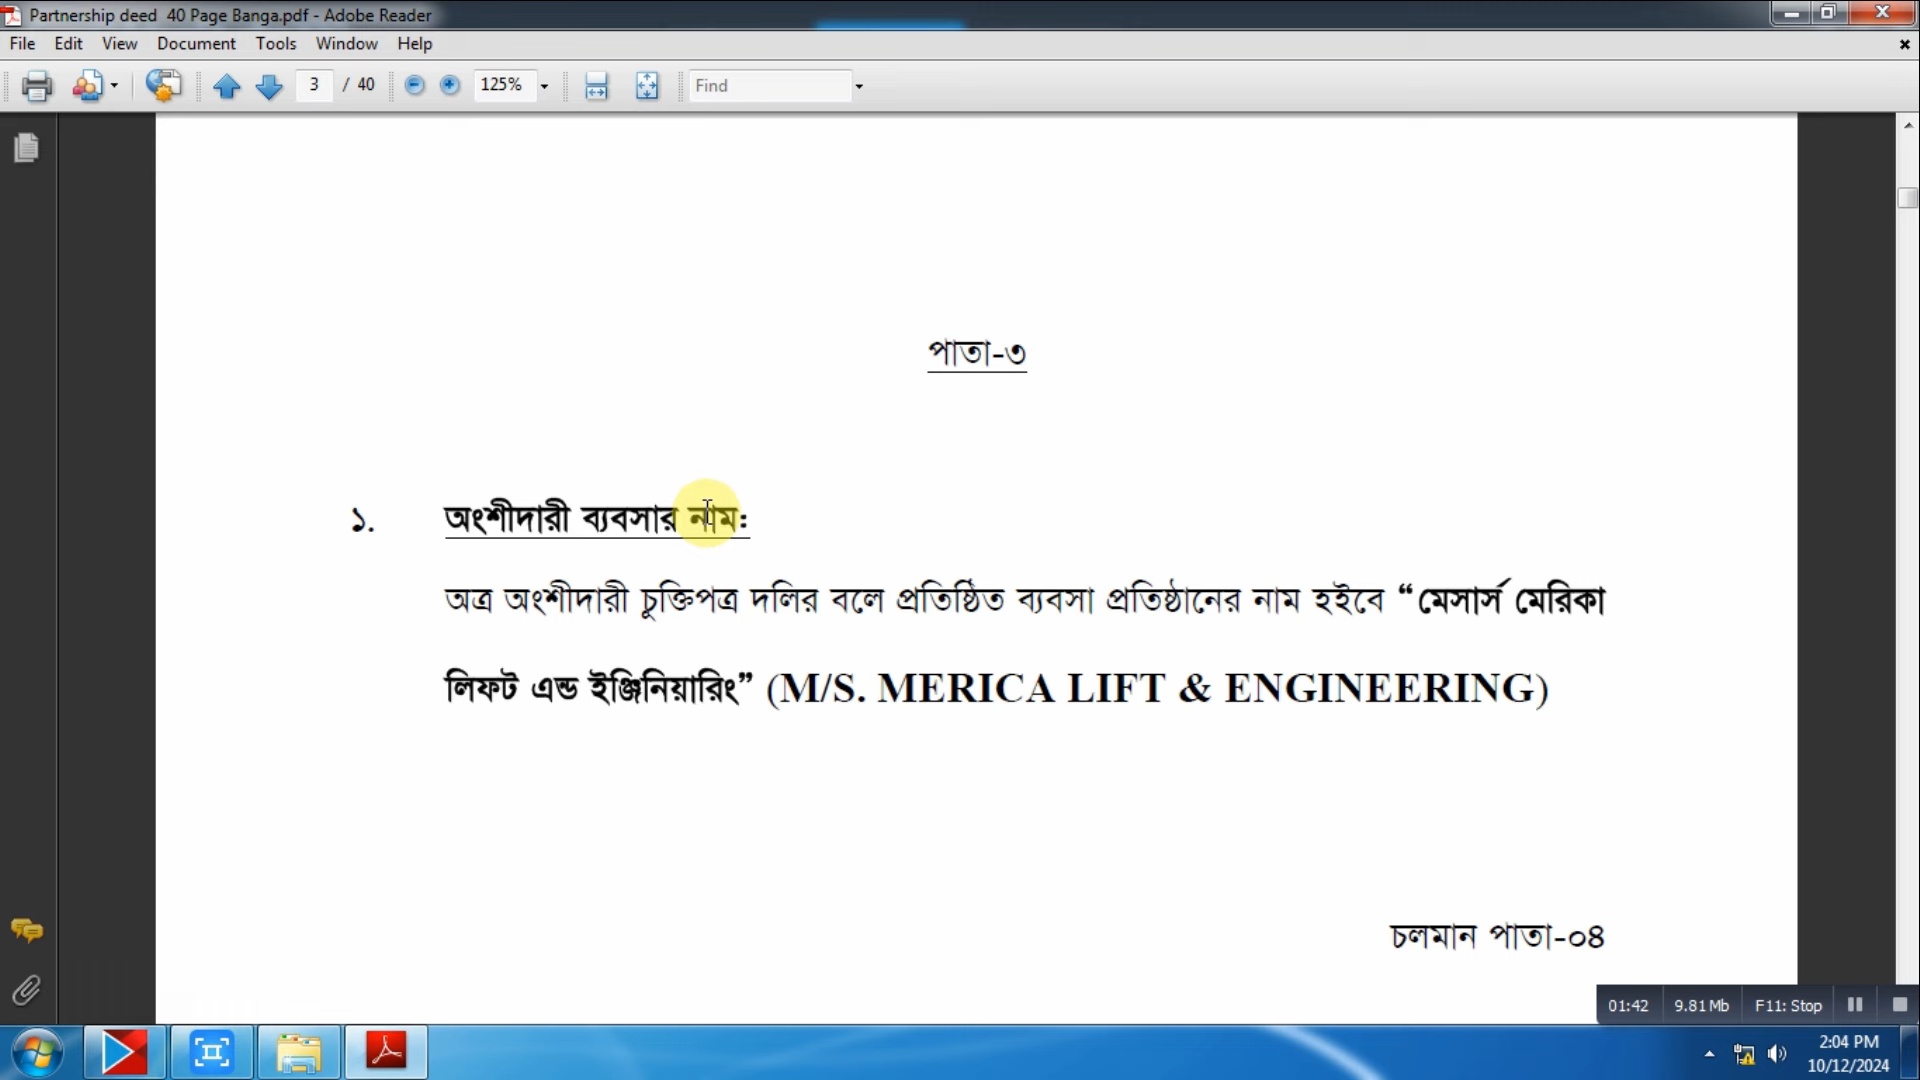 Partnership deed  40 Page Banga.pdf - Adobe Reader
File Edit View Document Tools Window Help
3 / 40 125% Find
পাতা-৩
১. অংশীদারী ব্যবসার নাম:
অত্র অংশীদারী চুক্তিপত্র দলির বলে প্রতিষ্ঠিত ব্যবসা প্রতিষ্ঠানের নাম হইবে “মেসার্স মেরিকা
লিফট এন্ড ইঞ্জিনিয়ারিং” (M/S. MERICA LIFT & ENGINEERING)
চলমান পাতা-০৪
01:42 9.81 Mb F11: Stop
2:04 PM
10/12/2024